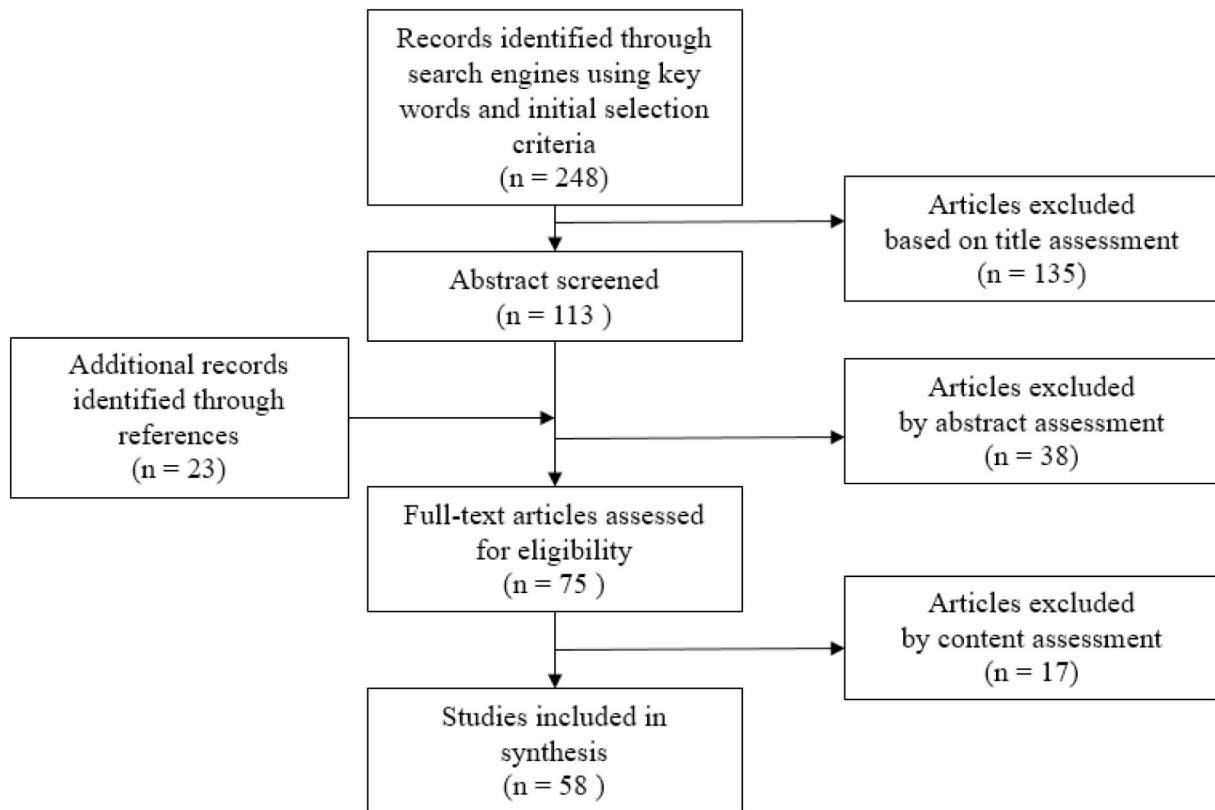 Records identified through
search engines using key
words and initial selection
criteria
(n = 248)
Articles excluded
based on title assessment
(n = 135)
Abstract screened
(n = 113 )
Additional records
identified through
references
(n = 23)
Articles excluded
by abstract assessment
(n = 38)
Full-text articles assessed
for eligibility
(n = 75 )
Articles excluded
by content assessment
(n = 17)
Studies included in
synthesis
(n = 58 )